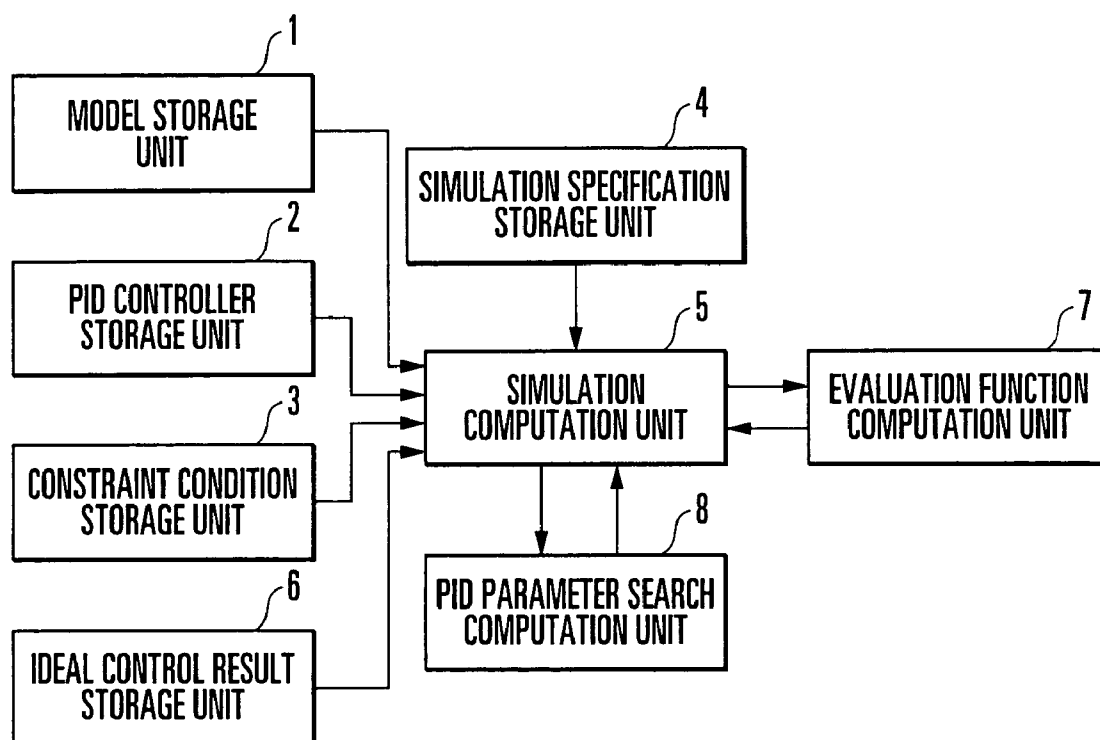 1
MODEL STORAGE
UNIT
2
PID CONTROLLER
STORAGE UNIT
3
CONSTRAINT CONDITION
STORAGE UNIT
6
IDEAL CONTROL RESULT
STORAGE UNIT
4
SIMULATION SPECIFICATION
STORAGE UNIT
5
SIMULATION
COMPUTATION UNIT
8
PID PARAMETER SEARCH
COMPUTATION UNIT
7
EVALUATION FUNCTION
COMPUTATION UNIT